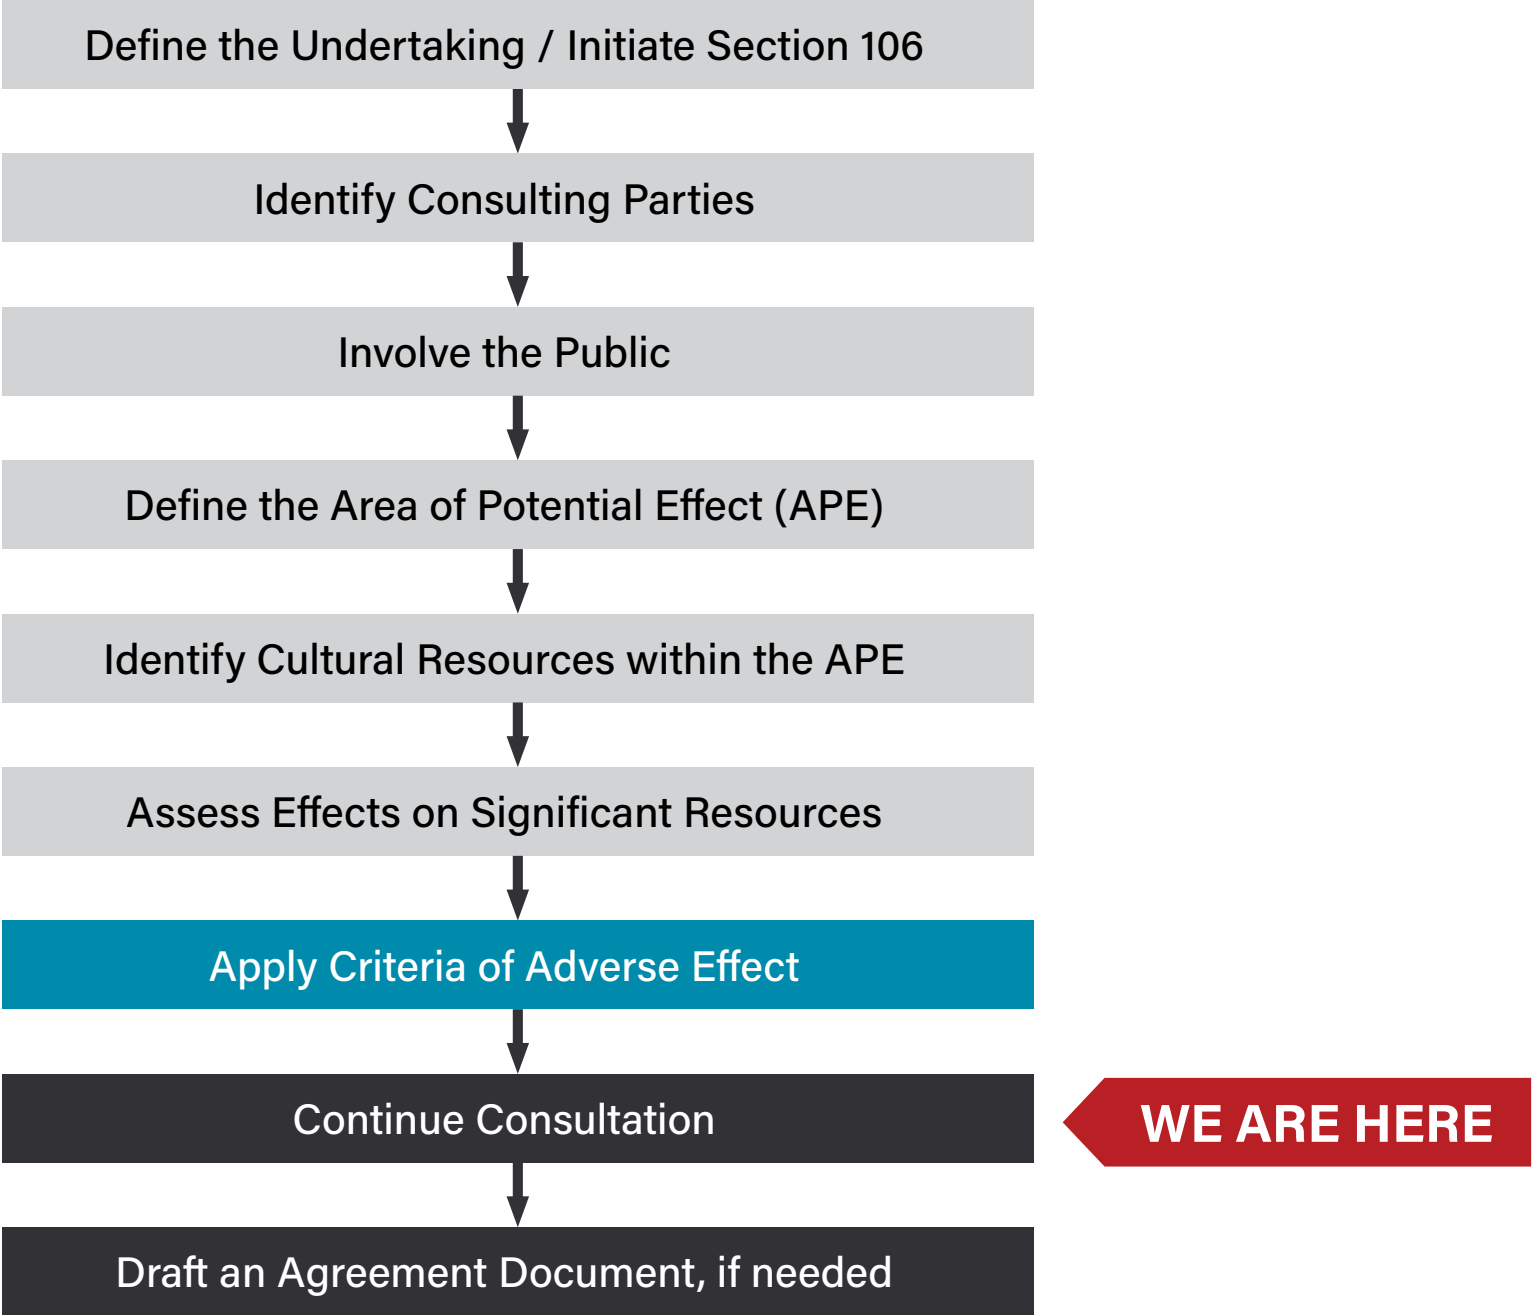 Define the Undertaking / Initiate Section 106
Identify Consulting Parties
Involve the Public
Define the Area of Potential Effect (APE)
Identify Cultural Resources within the APE
Assess Effects on Significant Resources
Apply Criteria of Adverse Effect
Continue Consultation
WE ARE HERE
Draft an Agreement Document, if needed